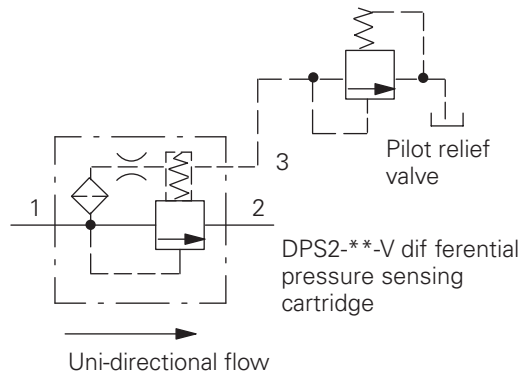 3
Pilot relief
valve
1
2
DPS2-**-V dif ferential
pressure sensing
cartridge
Uni-directional flow